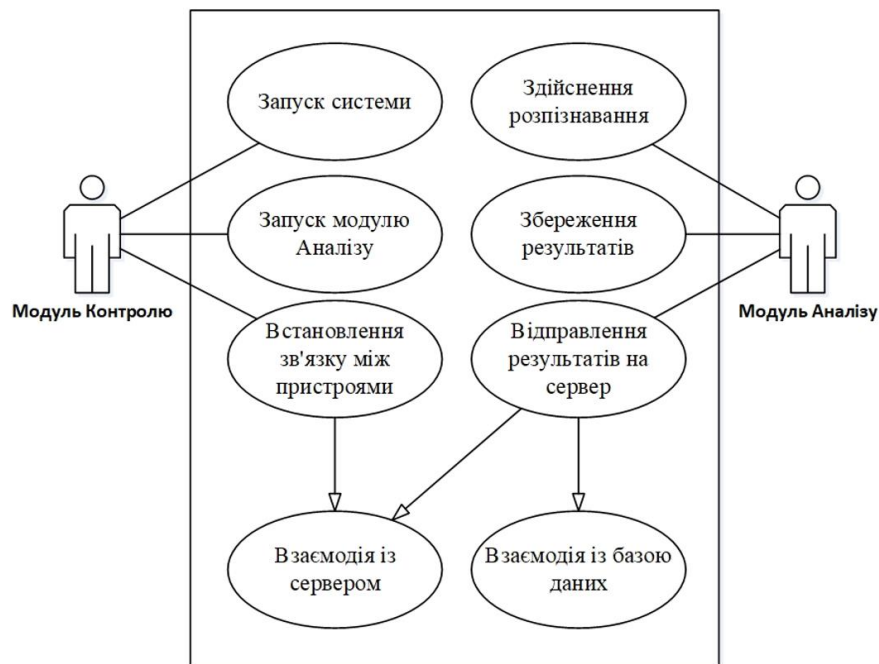 Запуск системи
Здійснення
розпізнавання
Запуск модулю
Аналізу
Збереження
результатів
Модуль Контролю
Модуль Аналізу
Встановлення
зв'язку між
пристроями
Відправлення
результатів на
сервер
Взаємодія із
сервером
Взаємодія із базою
даних